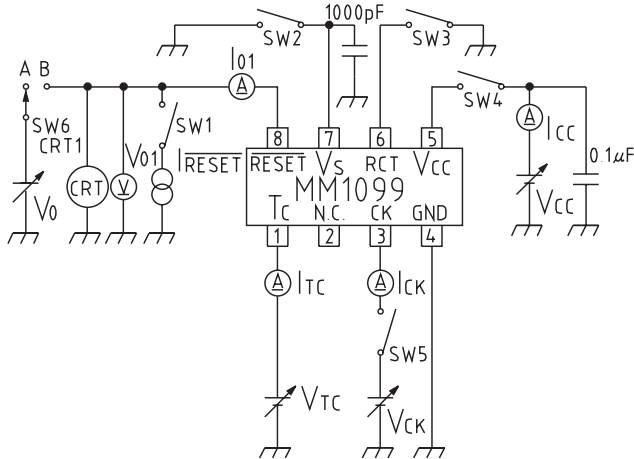 1000pF
SW2
SW3
A B
I01
SW4
SW6
CRT1
SW1
ICC
V01
IRESET
8 7 6 5
0.1μF
RESET VS RCT VCC
CRT V
MM1099
VCC
V0
TC N.C. CK GND
1 2 3 4
A ITC
A ICK
SW5
VTC
VCK
A
A